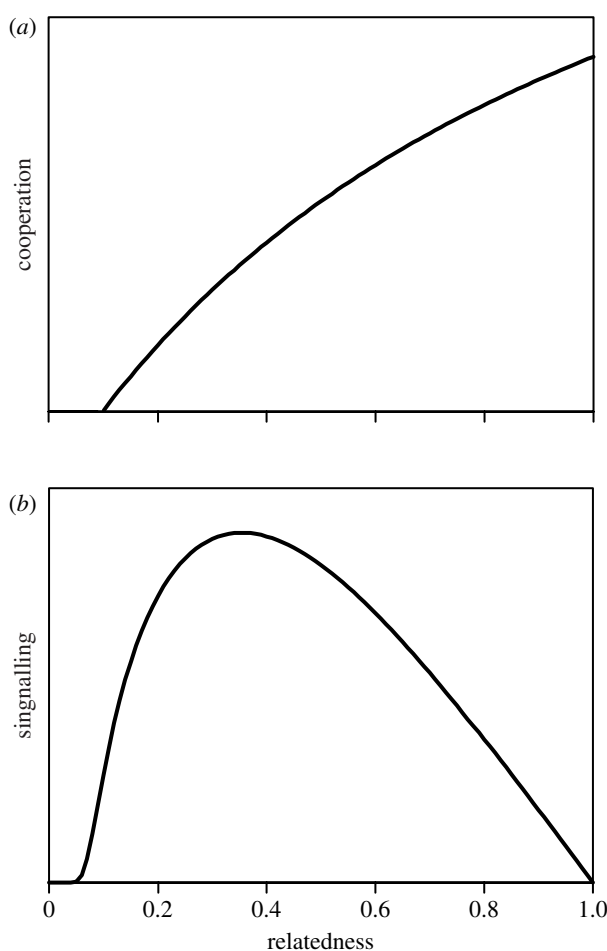 (a)
cooperation
(b)
singnalling
0 0.2 0.4 0.6 0.8 1.0
relatedness